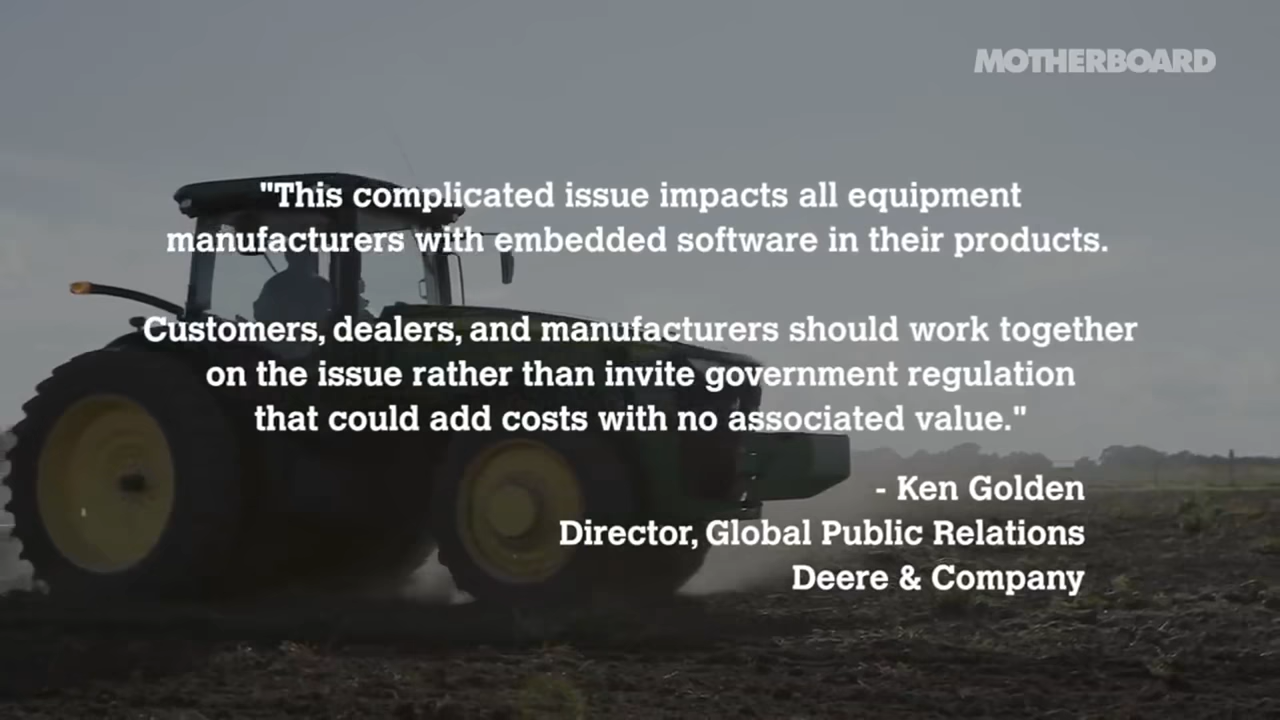 MOTHERBOARD
"This complicated issue impacts all equipment
manufacturers with embedded software in their products.
Customers, dealers, and manufacturers should work together
on the issue rather than invite government regulation
that could add costs with no associated value."
- Ken Golden
Director, Global Public Relations
Deere & Company